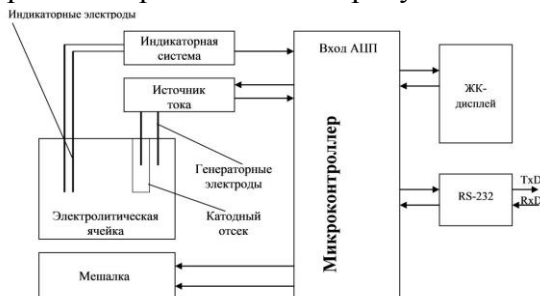 Индикаторные электроды
Индикаторная
система
Источник
тока
Вход АЦП
Микроконтроллер
ЖК-
дисплей
Генераторные
электроды
RS-232
TxD
RxD
Электролитическая
ячейка
Катодный
отсек
Мешалка